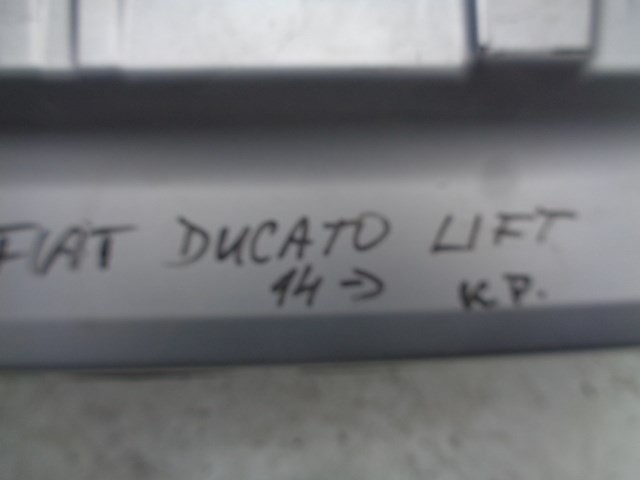 FIAT DUCATO LIFT
14 → K P.